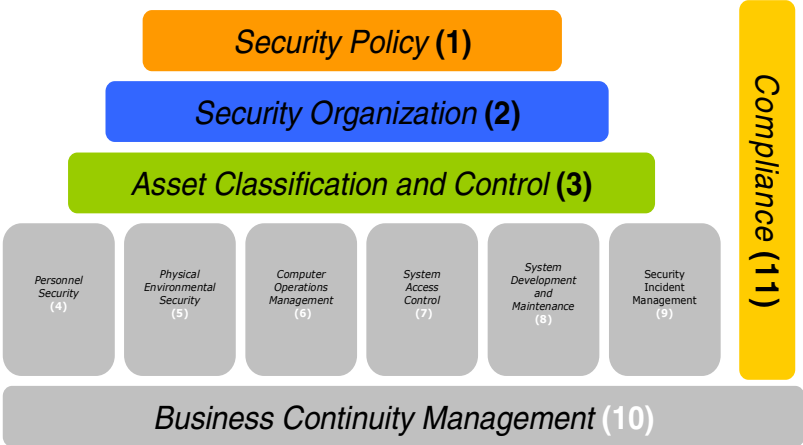 Security Policy (1)
Security Organization (2)
Asset Classification and Control (3)
Personnel
Security
(4)
Physical
Environmental
Security
(5)
Computer
Operations
Management
(6)
System
Access
Control
(7)
System
Development
and
Maintenance
(8)
Security
Incident
Management
(9)
Business Continuity Management (10)
Compliance (11)